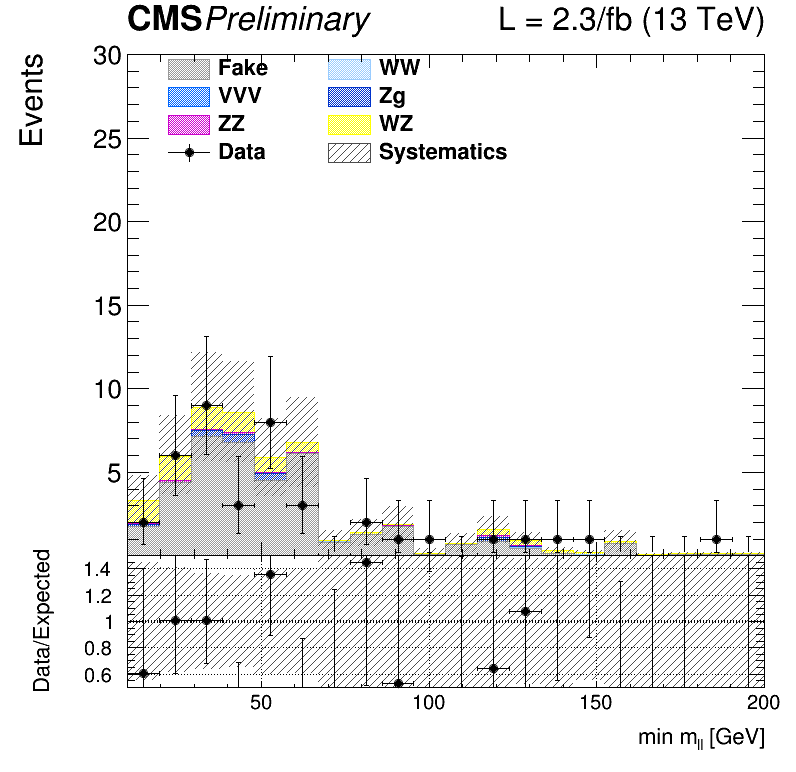 CMSPreliminary L = 2.3/fb (13 TeV)
Events
30
25
20
15
10
5
Fake WW
VVV Zg
ZZ WZ
Data Systematics
Data/Expected
1.4
1.2
1
0.8
0.6
50 100 150 200
min m_ll [GeV]